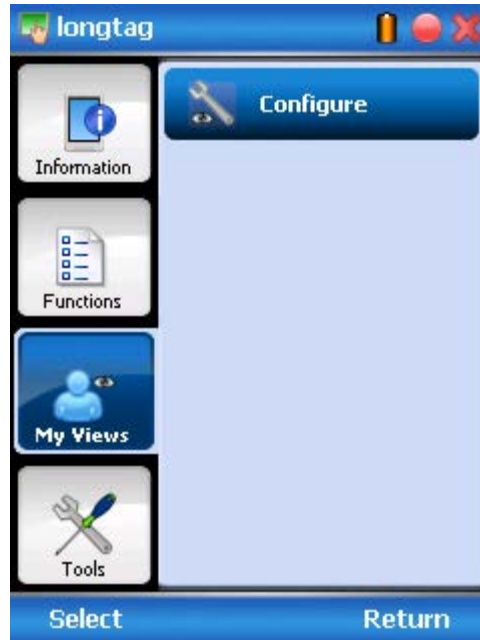 longtag
Configure
Information
Functions
My Views
Tools
Select Return